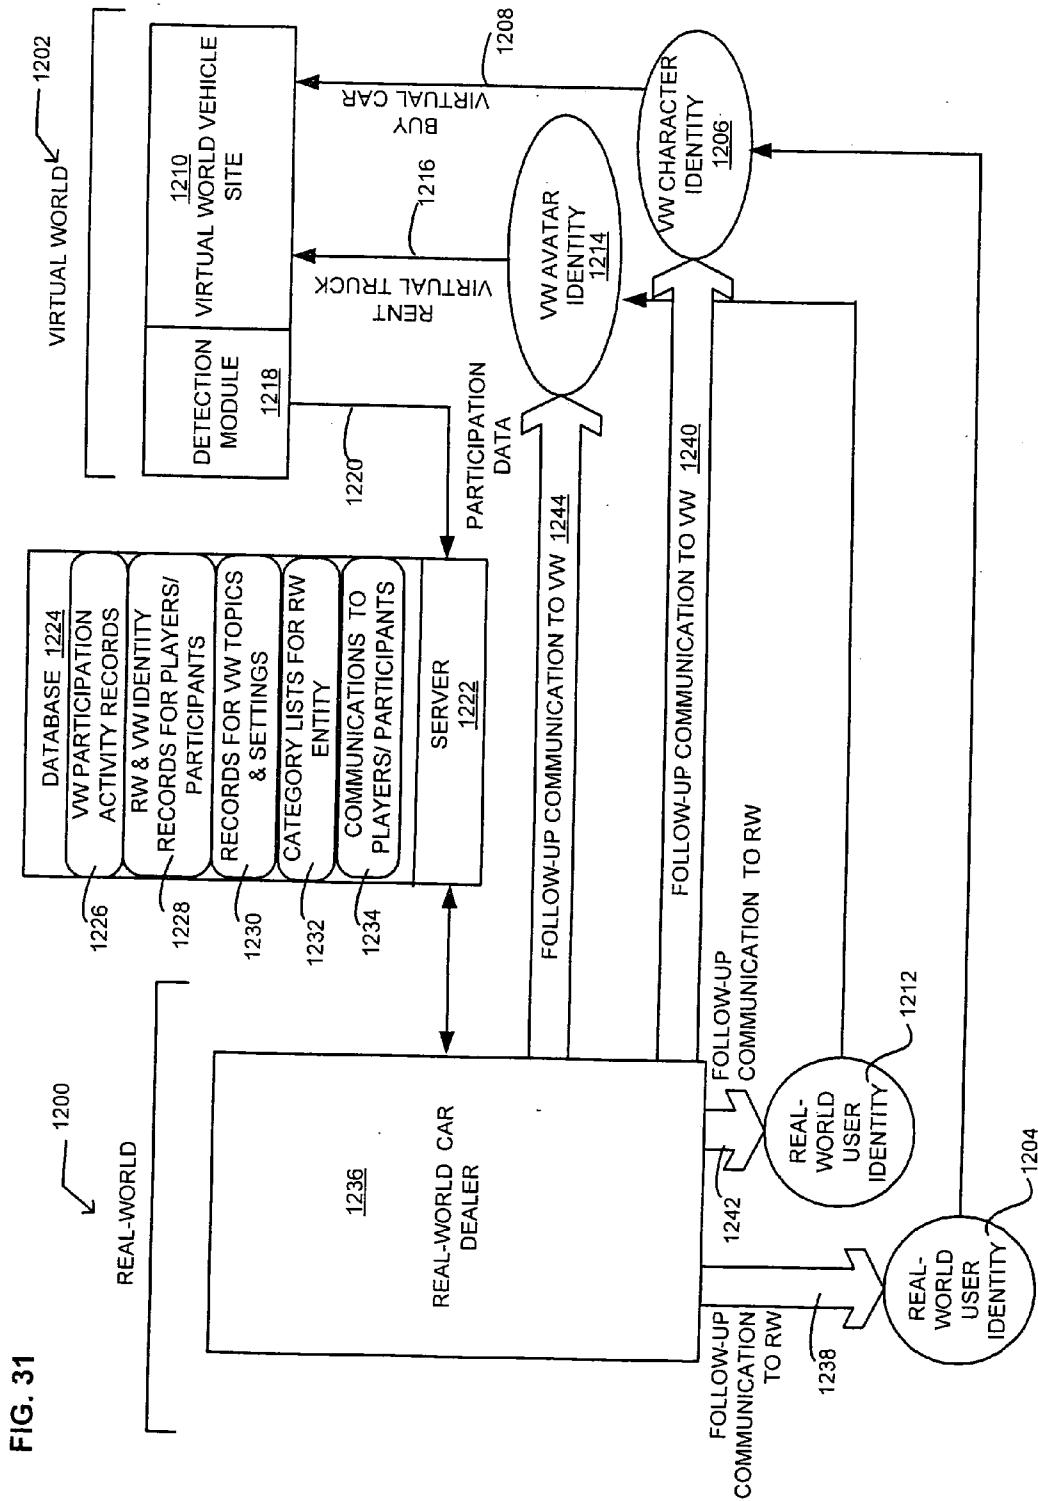 FIG. 31
1200
REAL-WORLD
VIRTUAL WORLD
1202
DATABASE 1224
VW PARTICIPATION
ACTIVITY RECORDS
RW & VW IDENTITY
RECORDS FOR PLAYERS/
PARTICIPANTS
RECORDS FOR VW TOPICS
& SETTINGS
CATEGORY LISTS FOR RW
ENTITY
COMMUNICATIONS TO
PLAYERS/ PARTICIPANTS
SERVER
1222
1226
1228
1230
1232
1234
DETECTION
MODULE
1218
1210
VIRTUAL WORLD VEHICLE
SITE
1220
PARTICIPATION
DATA
RENT
VIRTUAL TRUCK
1216
BUY
VIRTUAL CAR
1208
VW AVATAR
IDENTITY
1214
VW CHARACTER
IDENTITY
1206
1236
REAL-WORLD CAR
DEALER
FOLLOW-UP COMMUNICATION TO VW 1244
FOLLOW-UP COMMUNICATION TO VW 1240
FOLLOW-UP
COMMUNICATION TO RW
1242
FOLLOW-UP
COMMUNICATION
TO RW
1238
REAL-
WORLD
USER
IDENTITY
1212
REAL-
WORLD
USER
IDENTITY
1204